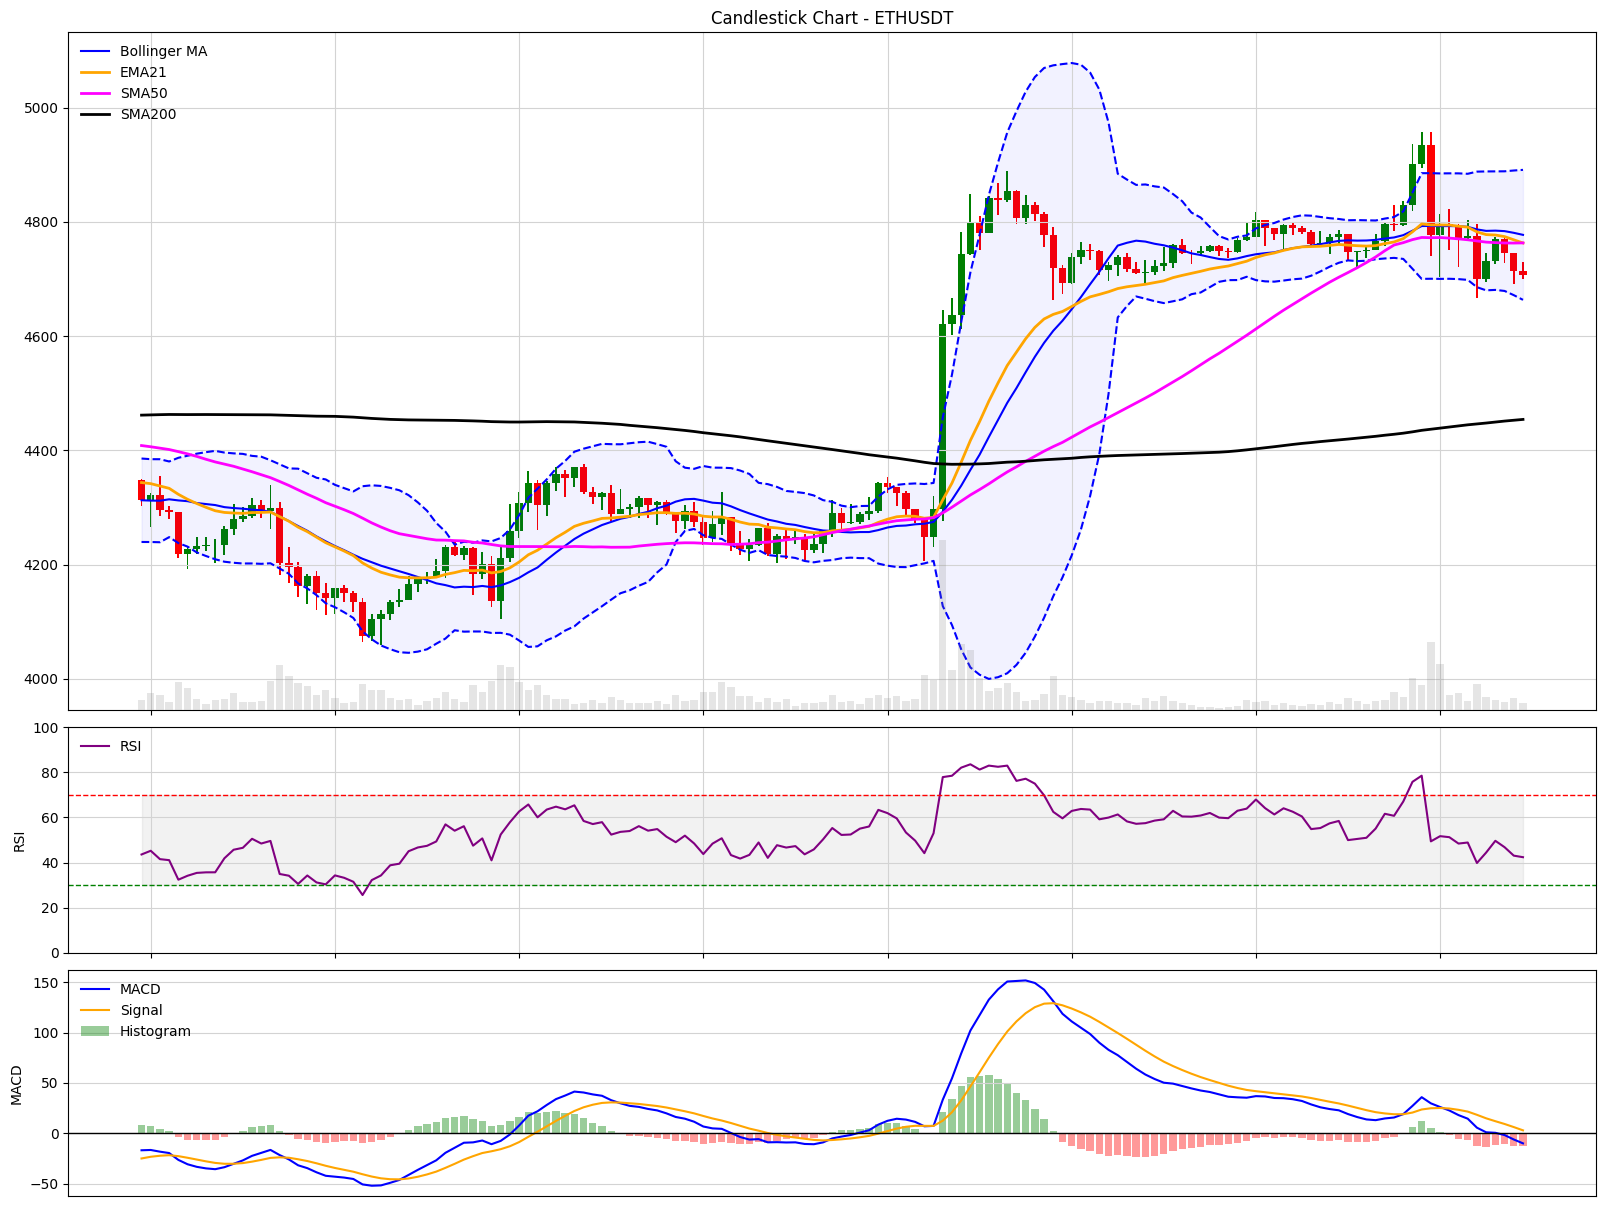 Candlestick Chart - ETHUSDT
Bollinger MA
EMA21
SMA50
SMA200
5000
4800
4600
4400
4200
4000
RSI
100
80
60
40
20
0
RSI
MACD
Signal
Histogram
150
100
50
0
−50
MACD